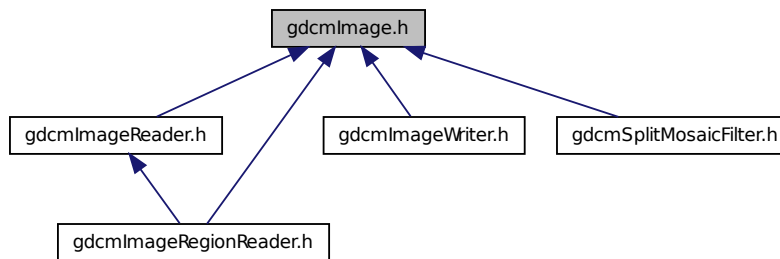 gdcmImage.h
gdcmImageReader.h
gdcmImageWriter.h
gdcmSplitMosaicFilter.h
gdcmImageRegionReader.h